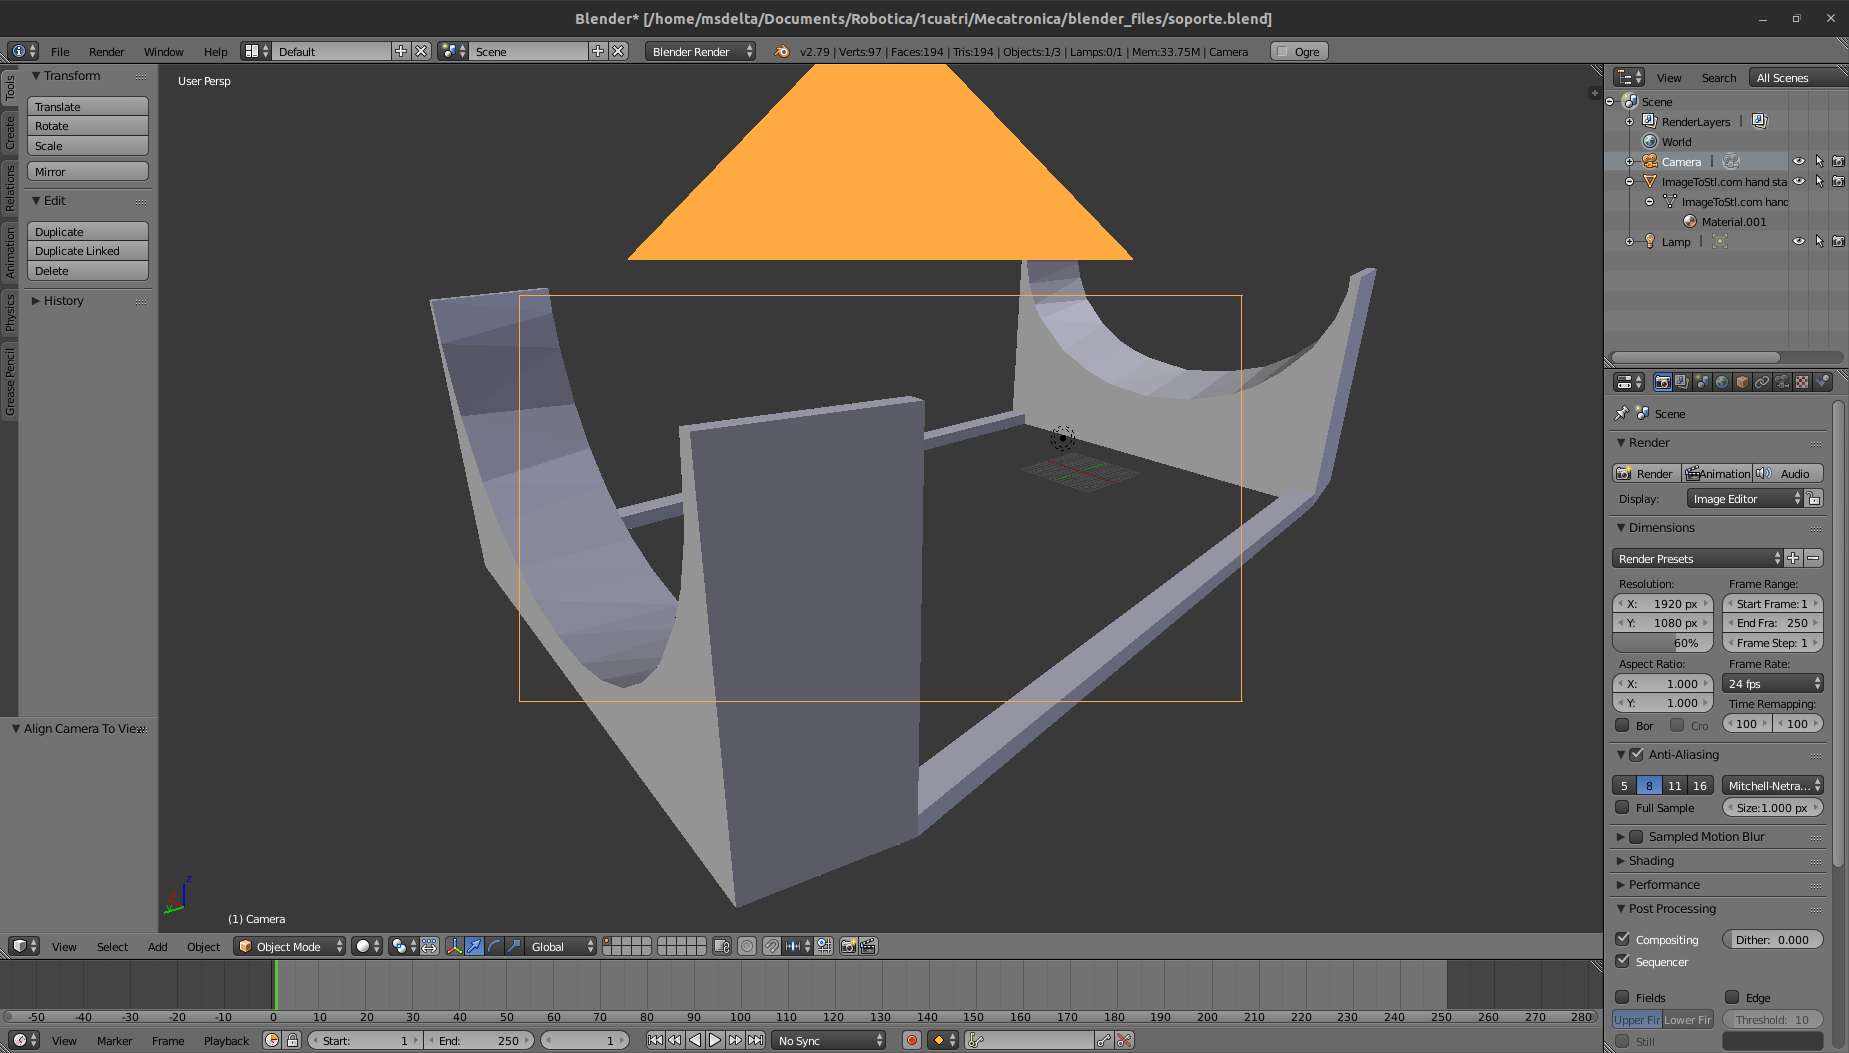 Blender* [/home/msdelta/Documents/Robotica/1cuatri/Mecatronica/blender_files/soporte.blend]
File Render Window Help Default Scene Blender Render v2.79 | Verts:97 | Faces:194 | Tris:194 | Objects:1/3 | Lamps:0/1 | Mem:33.75M | Camera Ogre
Tools
Create
Relations
Animation
Physics
Grease Pencil
Transform
Translate
Rotate
Scale
Mirror
Edit
Duplicate
Duplicate Linked
Delete
History
Align Camera To View
User Persp
(1) Camera
z
x
y
View Search All Scenes
Scene
RenderLayers |
World
Camera |
ImageToStl.com hand sta
ImageToStl.com hand
Material.001
Lamp |
Scene
Render
Render Animation Audio
Display: Image Editor
Dimensions
Render Presets
Resolution: Frame Range:
X: 1920 px Start Frame: 1
Y: 1080 px End Fra: 250
60% Frame Step: 1
Aspect Ratio: Frame Rate:
X: 1.000 24 fps
Y: 1.000 Time Remapping:
Bor Cro 100 100
Anti-Aliasing
5 8 11 16 Mitchell-Netra...
Full Sample Size:1.000 px
Sampled Motion Blur
Shading
Performance
Post Processing
Compositing Dither: 0.000
Sequencer
Fields Edge
Upper Fir Lower Fir Threshold: 10
Still
View Select Add Object Object Mode Global
-50 -40 -30 -20 -10 0 10 20 30 40 50 60 70 80 90 100 110 120 130 140 150 160 170 180 190 200 210 220 230 240 250 260 270 280
View Marker Frame Playback Start: 1 End: 250 1 No Sync